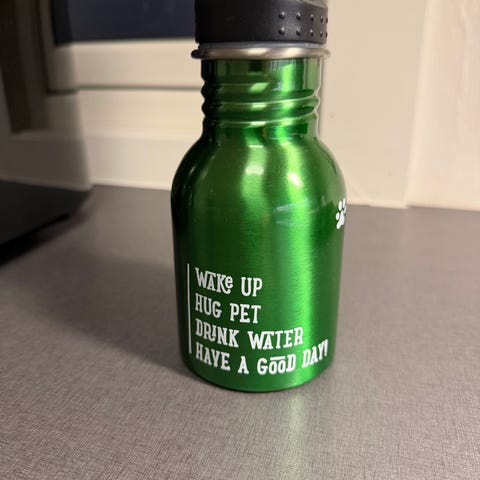 WAKe UP
HUG PET
DRINK WATER
HAVE A GOOD DAY!